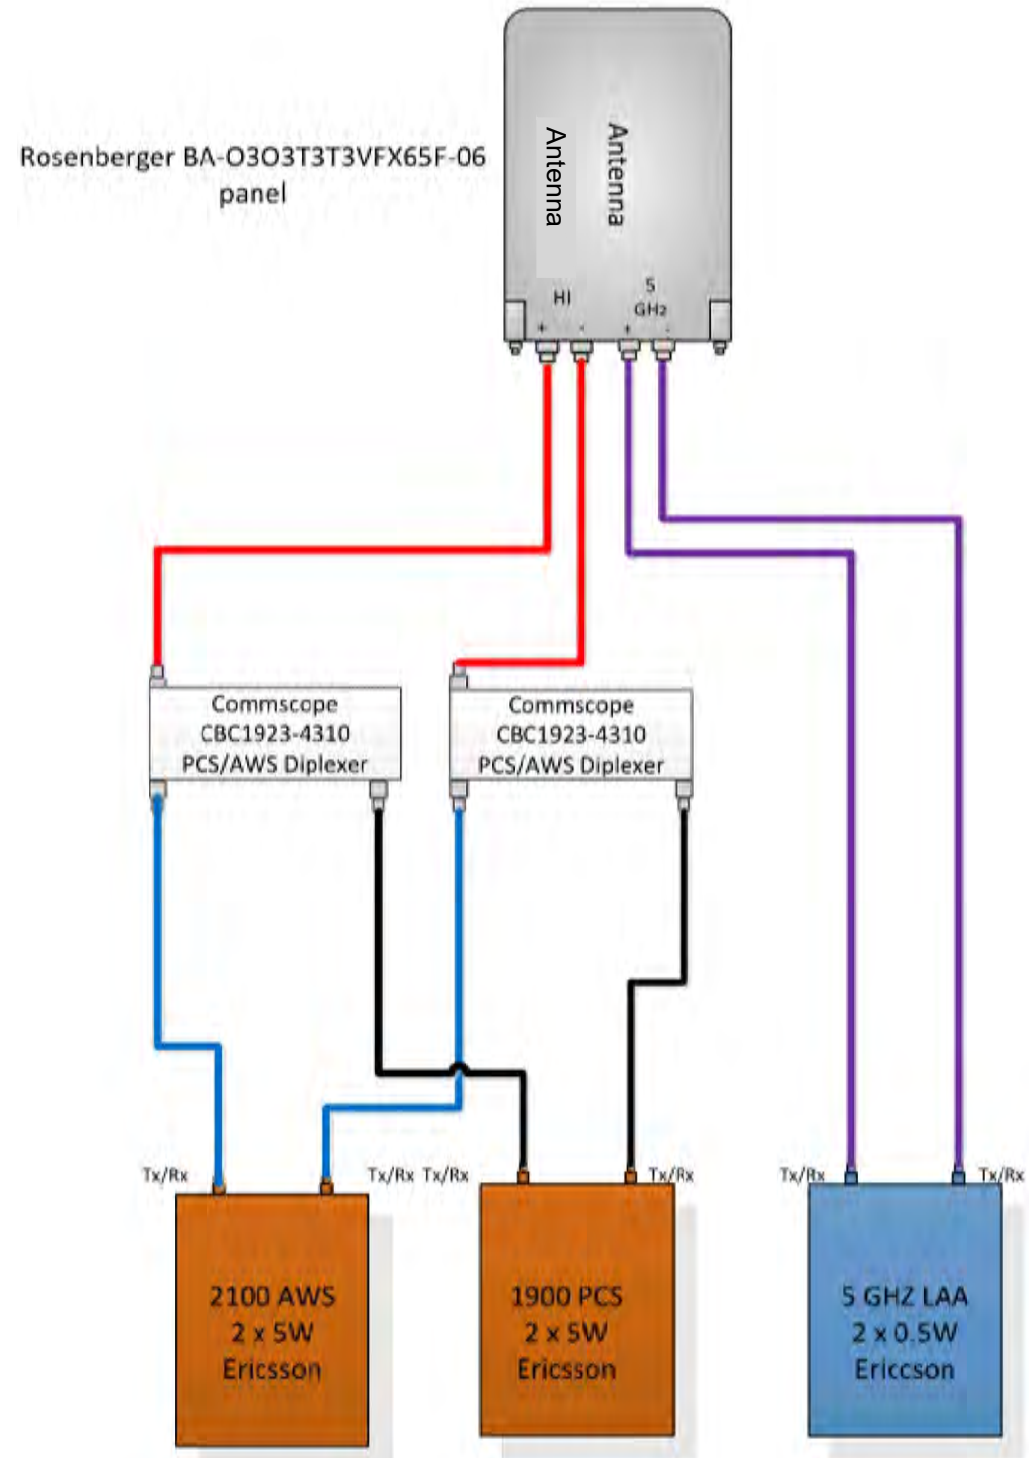 Antenna
Antenna
Rosenberger BA-O3O3T3T3VFX65F-06
panel
HI
5
GHz
+ - + -
Commscope
CBC1923-4310
PCS/AWS Diplexer
Commscope
CBC1923-4310
PCS/AWS Diplexer
Tx/Rx
Tx/Rx
Tx/Rx
Tx/Rx
Tx/Rx
Tx/Rx
2100 AWS
2 x 5W
Ericsson
1900 PCS
2 x 5W
Ericsson
5 GHZ LAA
2 x 0.5W
Ericcson